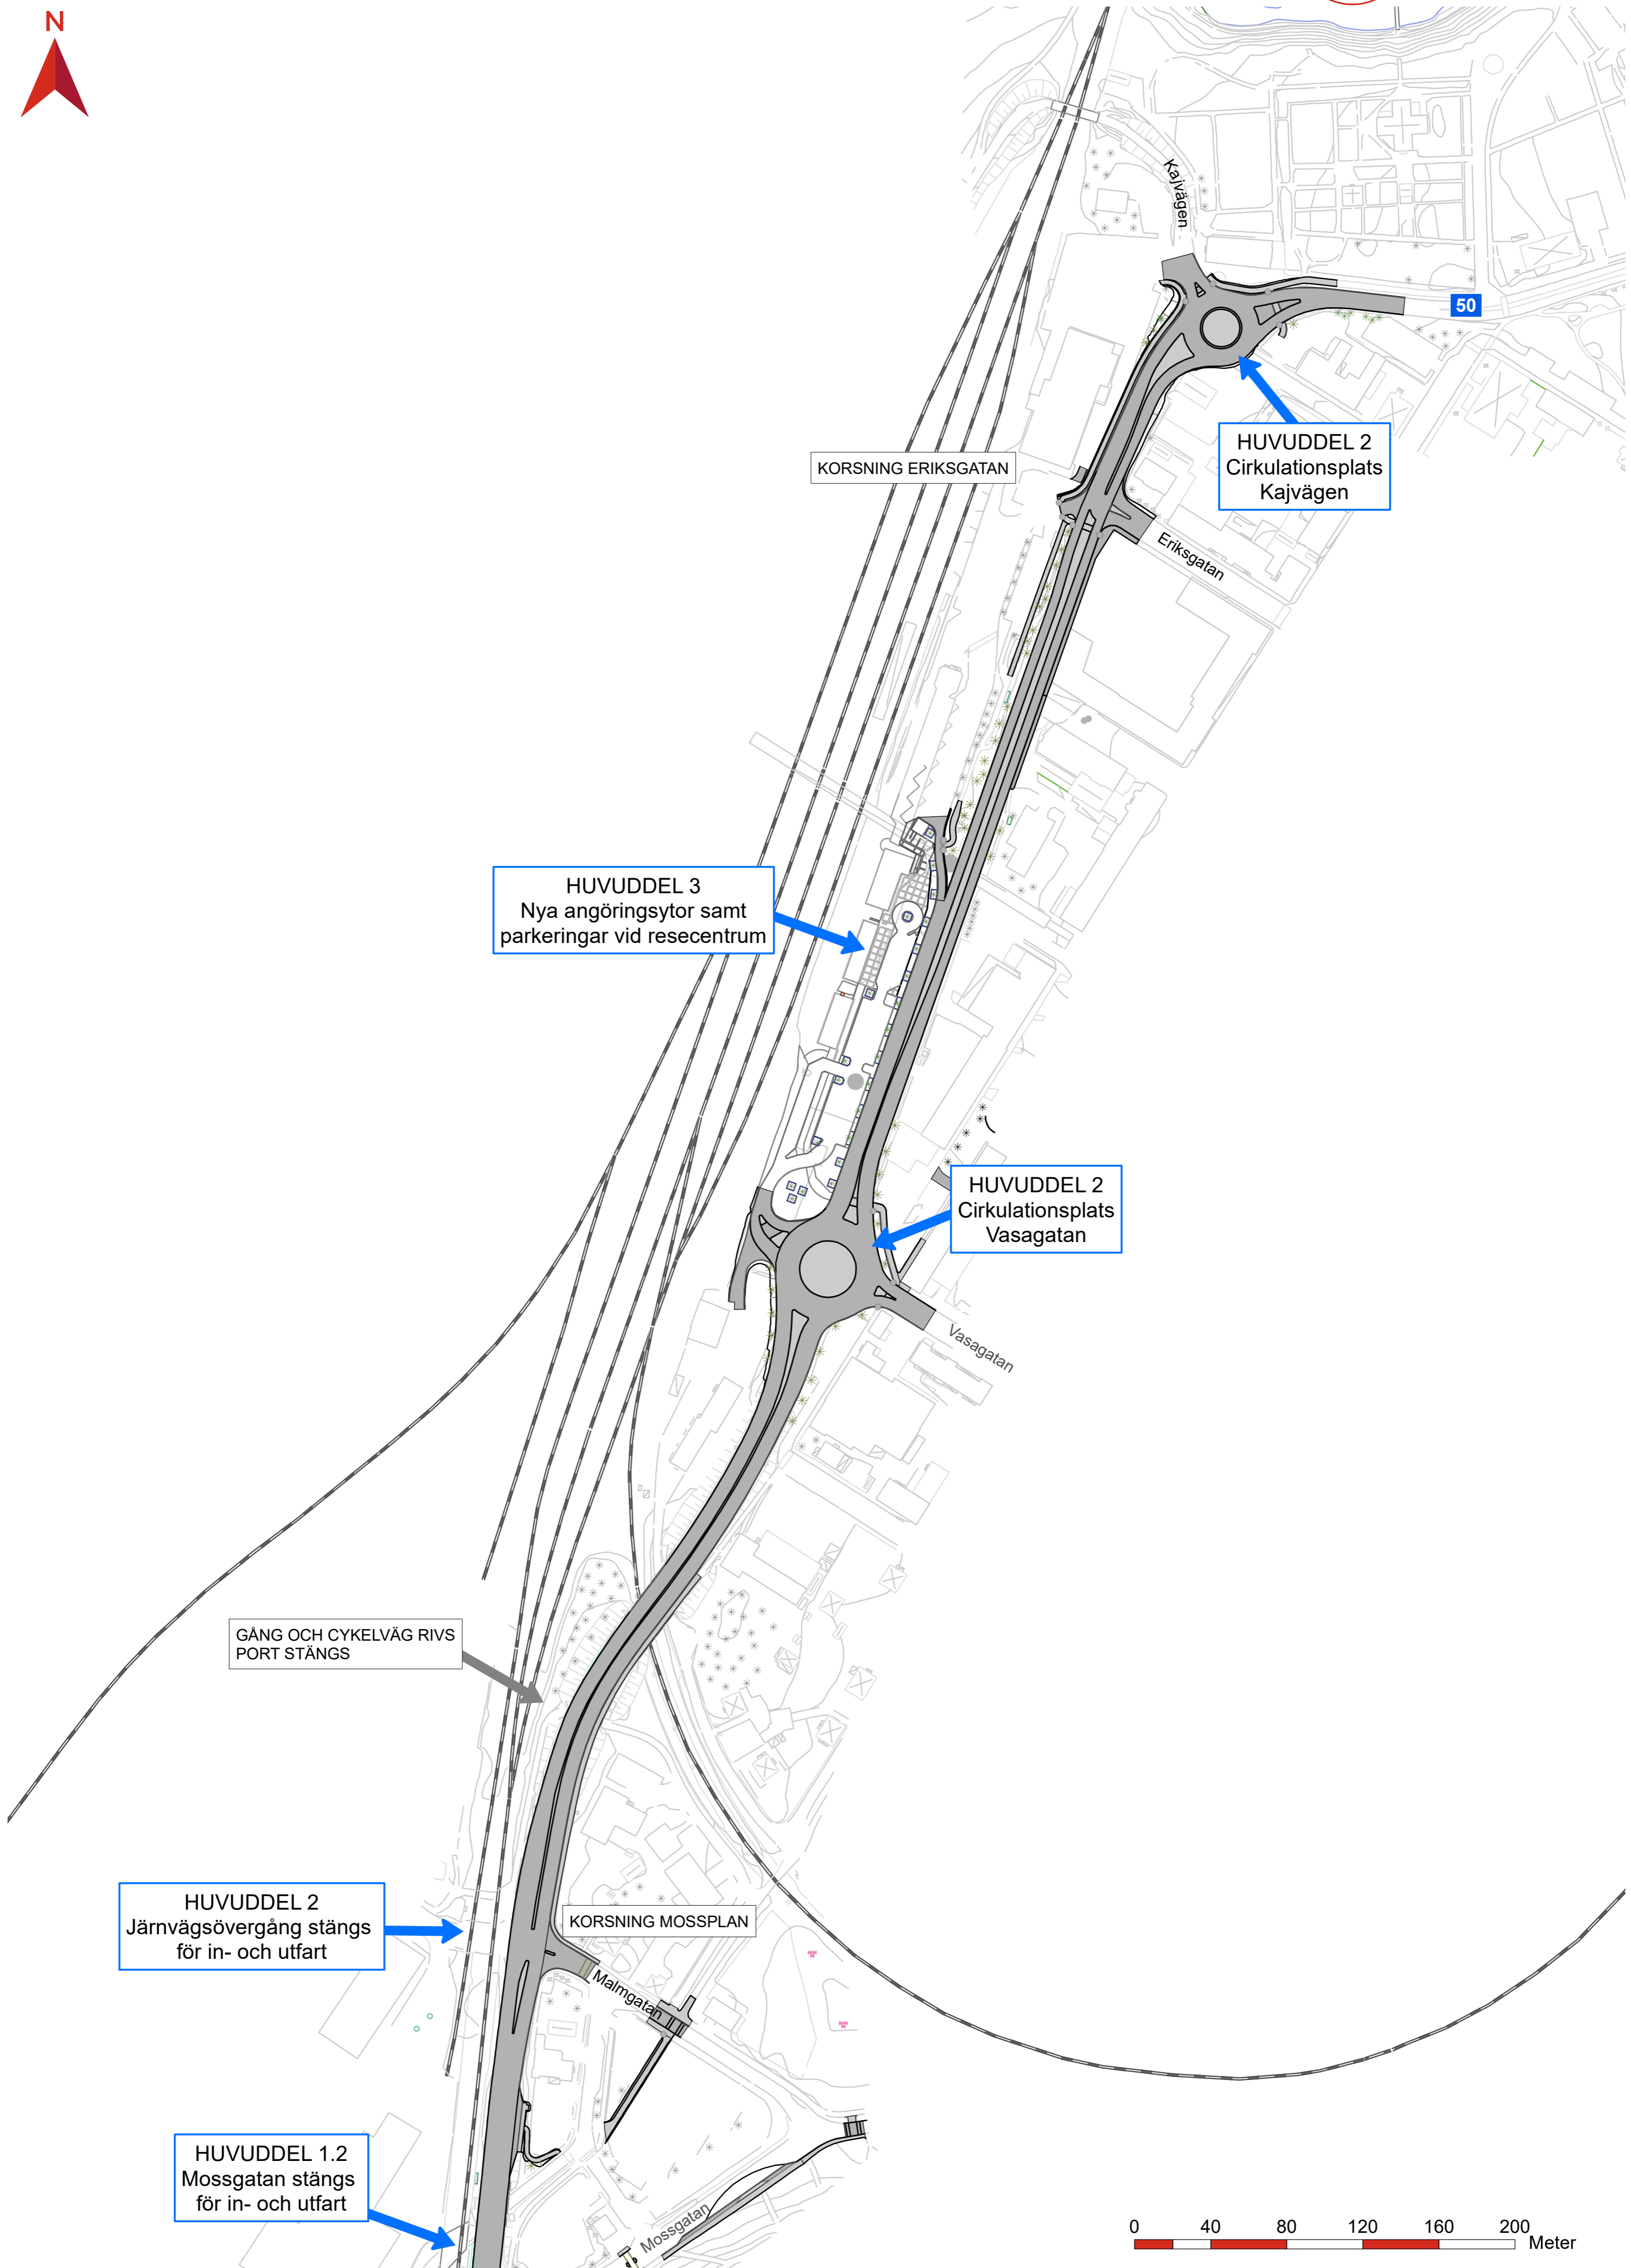 N
Kajvägen
50
HUVUDDEL 2
Cirkulationsplats
Kajvägen
KORSNING ERIKSGATAN
Eriksgatan
HUVUDDEL 3
Nya angöringsytor samt
parkeringar vid resecentrum
HUVUDDEL 2
Cirkulationsplats
Vasagatan
Vasagatan
GÅNG OCH CYKELVÄG RIVS
PORT STÄNGS
HUVUDDEL 2
Järnvägsövergång stängs
för in- och utfart
KORSNING MOSSPLAN
Malmgatan
HUVUDDEL 1.2
Mossgatan stängs
för in- och utfart
Mossgatan
0 40 80 120 160 200
Meter